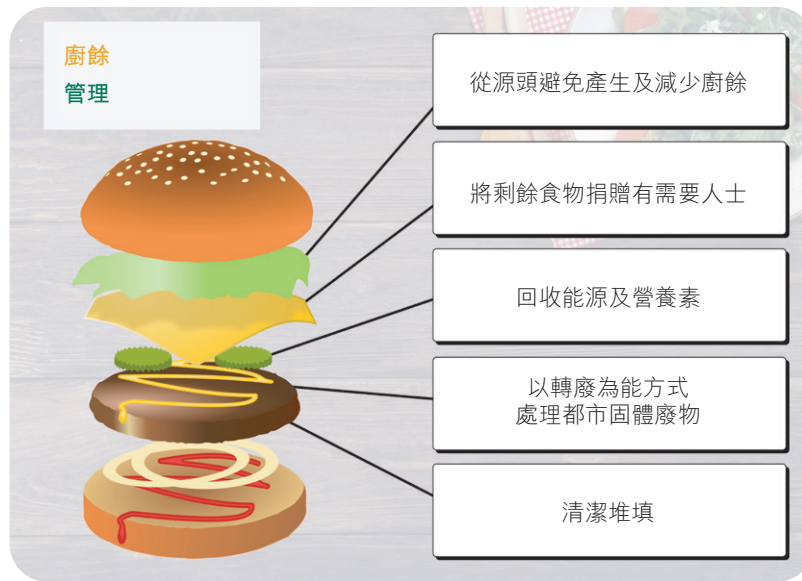 廚餘
管理
從源頭避免產生及減少廚餘
將剩餘食物捐贈有需要人士
回收能源及營養素
以轉廢為能方式
處理都市固體廢物
清潔堆填